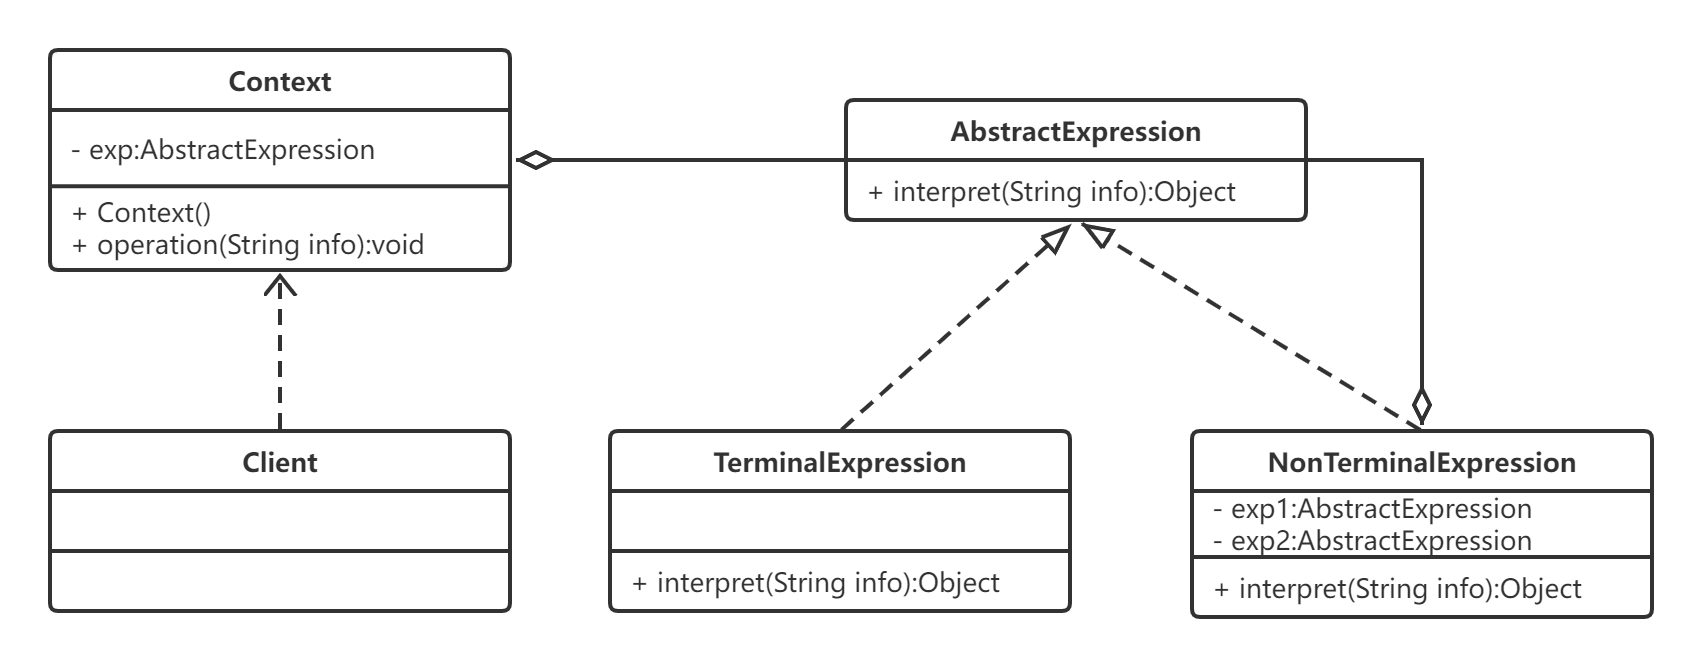 Context
- exp:AbstractExpression
+ Context()
+ operation(String info):void
AbstractExpression
+ interpret(String info):Object
Client
TerminalExpression
+ interpret(String info):Object
NonTerminalExpression
- exp1:AbstractExpression
- exp2:AbstractExpression
+ interpret(String info):Object